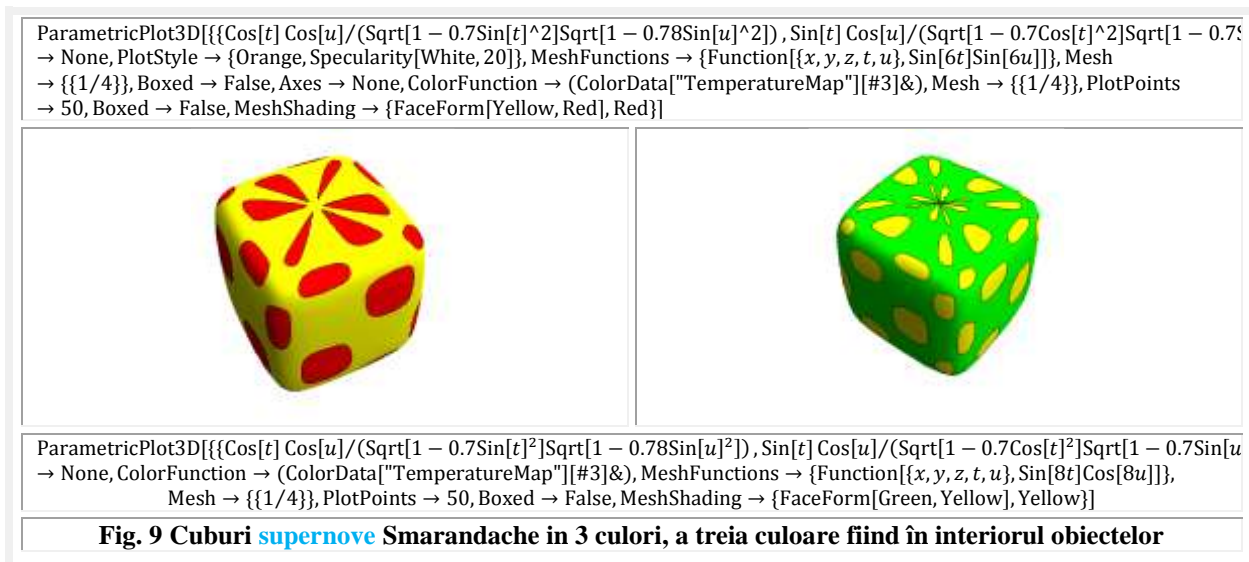 ParametricPlot3D[{{Cos[t] Cos[u]/(Sqrt[1 − 0.7Sin[t]^2]Sqrt[1 − 0.78Sin[u]^2]) , Sin[t] Cos[u]/(Sqrt[1 − 0.7Cos[t]^2]Sqrt[1 − 0.7S
→ None, PlotStyle → {Orange, Specularity[White, 20]}, MeshFunctions → {Function[{x, y, z, t, u}, Sin[6t]Sin[6u]]}, Mesh
→ {{1/4}}, Boxed → False, Axes → None, ColorFunction → (ColorData["TemperatureMap"][#3]&), Mesh → {{1/4}}, PlotPoints
→ 50, Boxed → False, MeshShading → {FaceForm[Yellow, Red], Red}]
ParametricPlot3D[{{Cos[t] Cos[u]/(Sqrt[1 − 0.7Sin[t]²]Sqrt[1 − 0.78Sin[u]²]) , Sin[t] Cos[u]/(Sqrt[1 − 0.7Cos[t]²]Sqrt[1 − 0.7Sin[u
→ None, ColorFunction → (ColorData["TemperatureMap"][#3]&), MeshFunctions → {Function[{x, y, z, t, u}, Sin[8t]Cos[8u]]},
Mesh → {{1/4}}, PlotPoints → 50, Boxed → False, MeshShading → {FaceForm[Green, Yellow], Yellow}]
Fig. 9 Cuburi supernove Smarandache in 3 culori, a treia culoare fiind în interiorul obiectelor